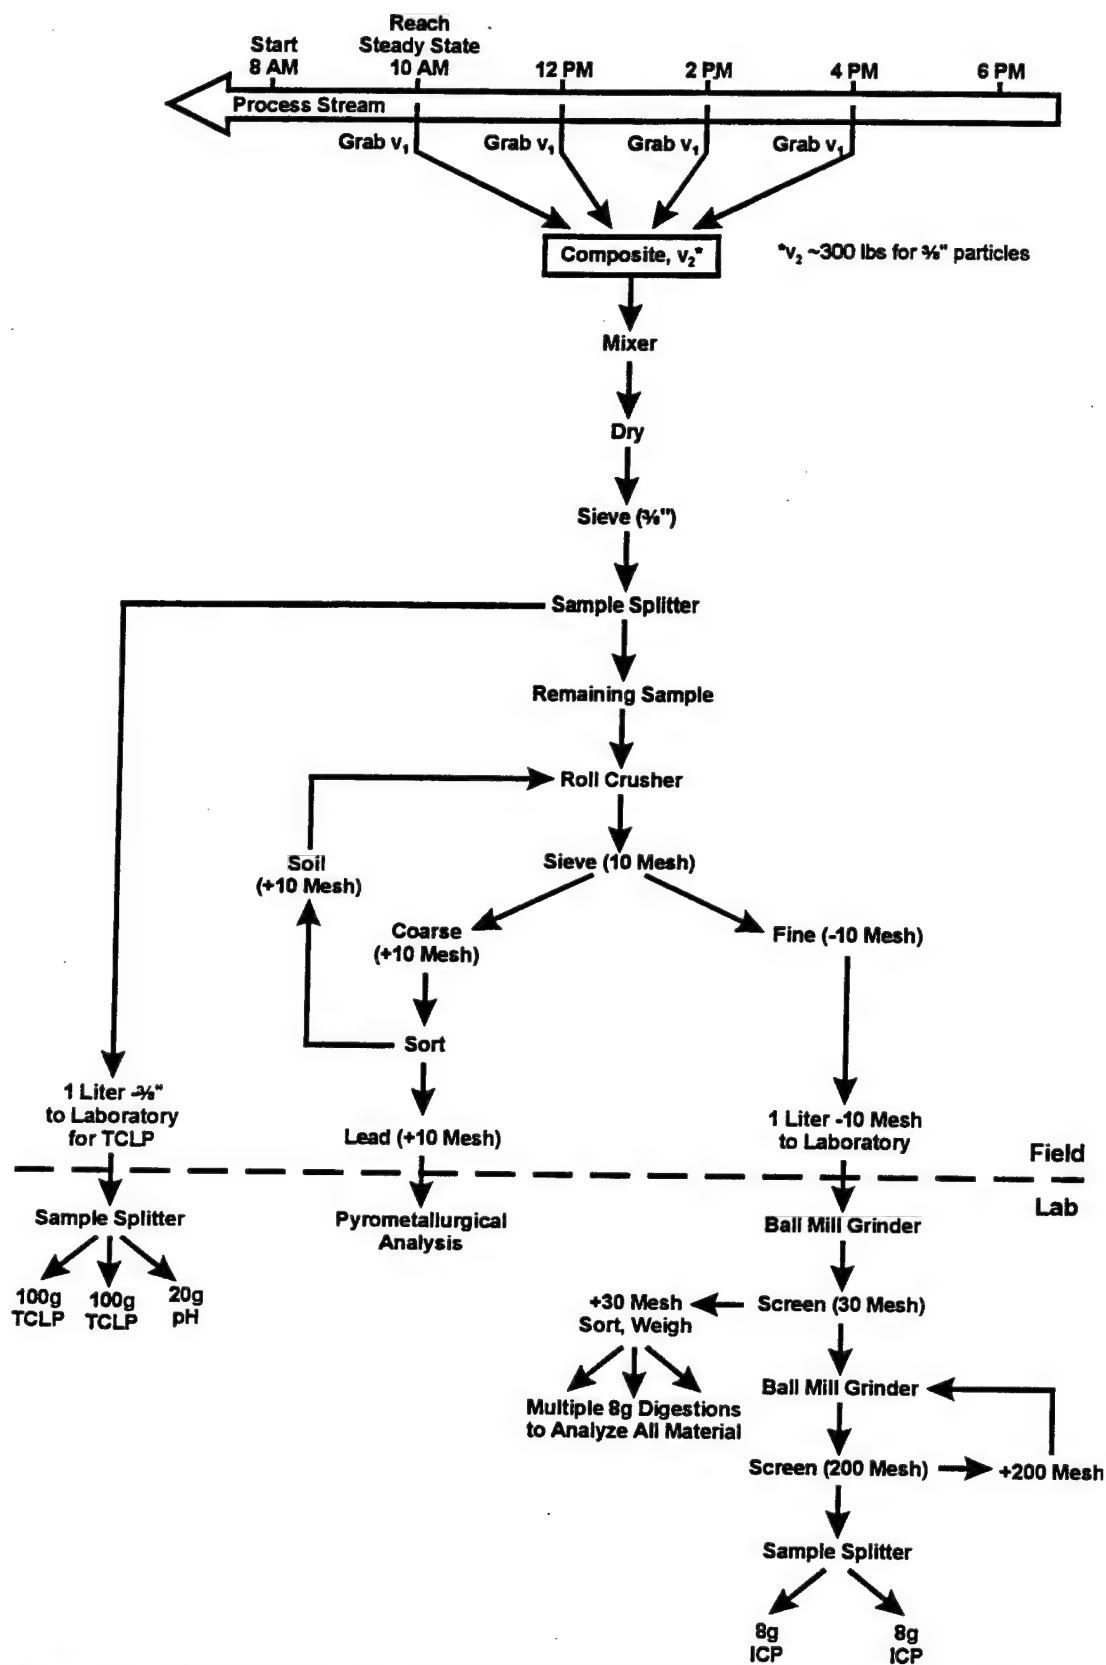 Reach
Start Steady State
8 AM 10 AM 12 PM 2 PM 4 PM 6 PM
Process Stream
Grab v₁ Grab v₁ Grab v₁ Grab v₁
Composite, v₂* *v₂ ~300 lbs for ⅜" particles
Mixer
Dry
Sieve (⅜")
Sample Splitter
Remaining Sample
Roll Crusher
Sieve (10 Mesh)
Soil
(+10 Mesh)
Coarse
(+10 Mesh)
Fine (-10 Mesh)
Sort
1 Liter -⅜"
to Laboratory
for TCLP
Lead (+10 Mesh)
1 Liter -10 Mesh
to Laboratory
Field
Lab
Sample Splitter
100g
TCLP
100g
TCLP
20g
pH
Pyrometallurgical
Analysis
Ball Mill Grinder
Screen (30 Mesh)
+30 Mesh
Sort, Weigh
Multiple 8g Digestions
to Analyze All Material
Ball Mill Grinder
Screen (200 Mesh)
+200 Mesh
Sample Splitter
8g
ICP
8g
ICP